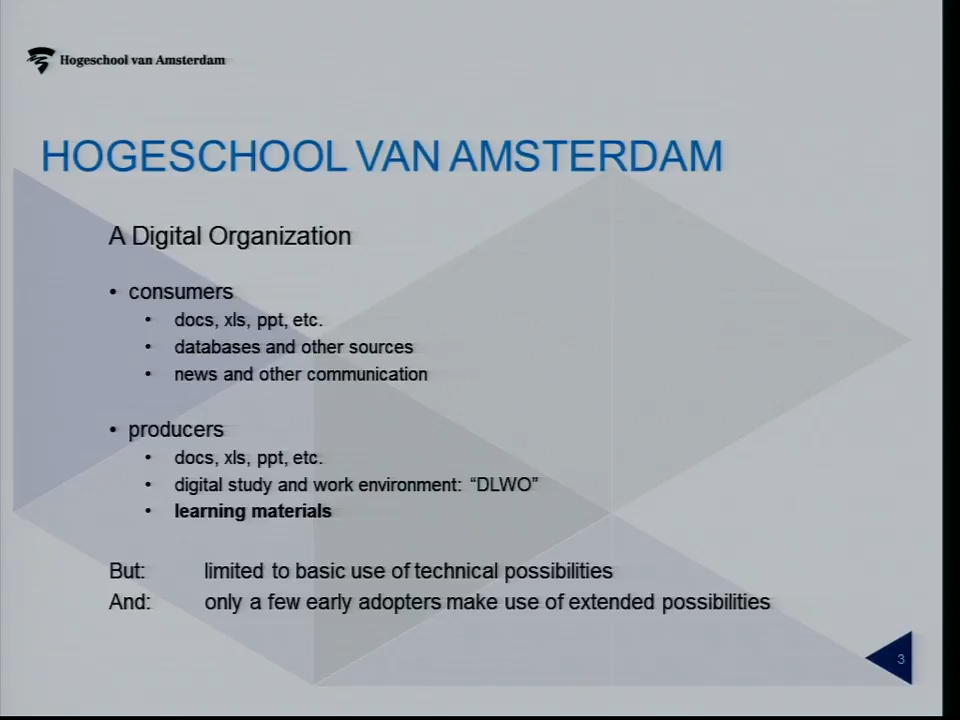 Hogeschool van Amsterdam
HOGESCHOOL VAN AMSTERDAM
A Digital Organization
• consumers
• docs, xls, ppt, etc.
• databases and other sources
• news and other communication
• producers
• docs, xls, ppt, etc.
• digital study and work environment: “DLWO”
• learning materials
But: limited to basic use of technical possibilities
And: only a few early adopters make use of extended possibilities
3